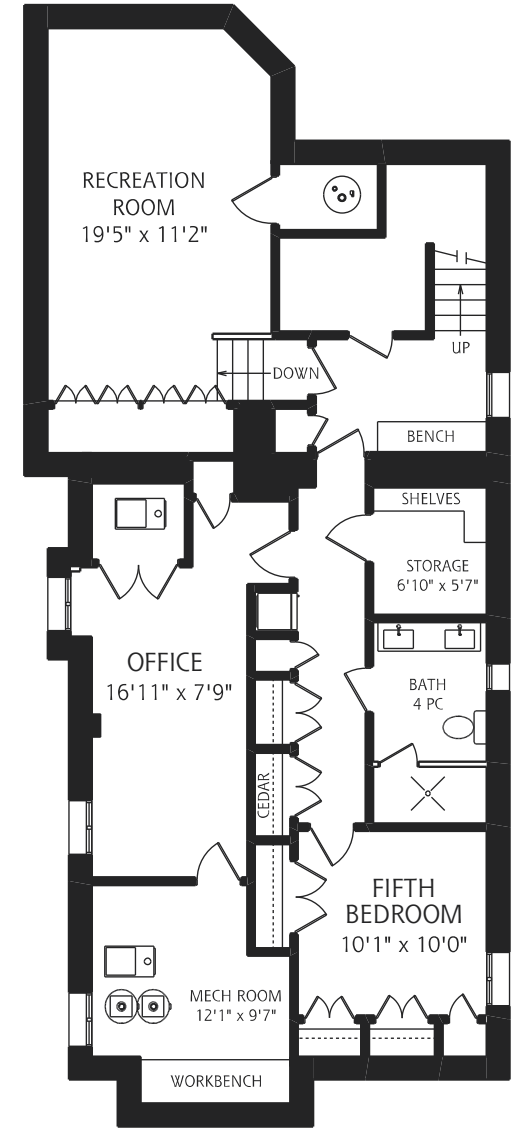 RECREATION
ROOM
19'5" x 11'2"
UP
DOWN
BENCH
SHELVES
STORAGE
6'10" x 5'7"
OFFICE
16'11" x 7'9"
BATH
4 PC
CEDAR
FIFTH
BEDROOM
10'1" x 10'0"
MECH ROOM
12'1" x 9'7"
WORKBENCH